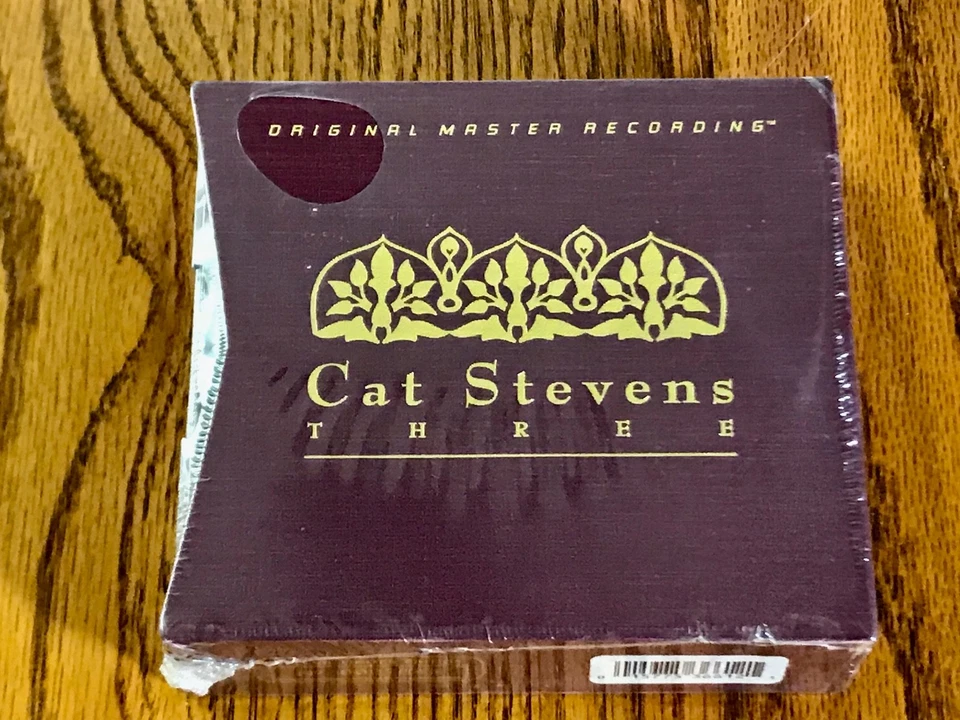 ORIGINAL MASTER RECORDING™
Cat Stevens
THREE